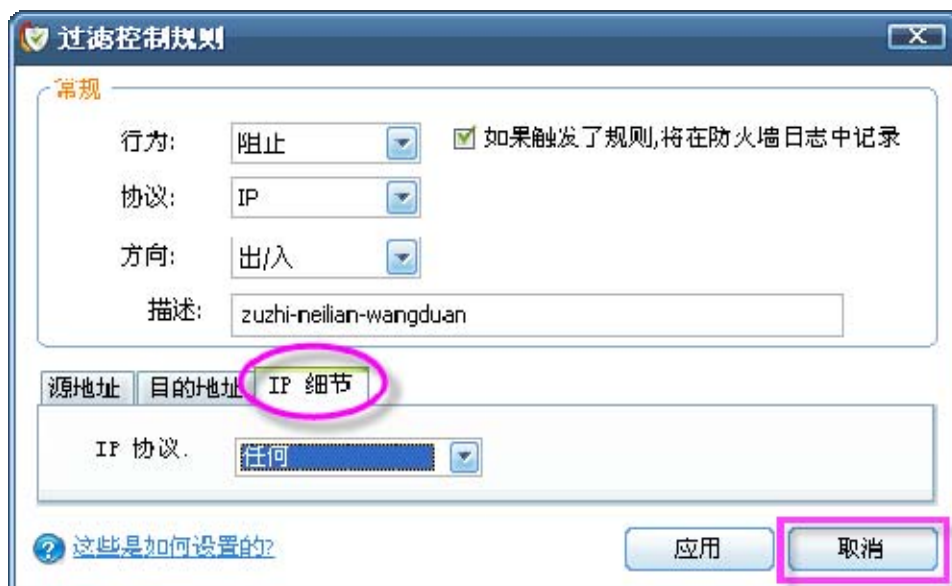 过滤控制规则
常规
行为: 阻止 如果触发了规则,将在防火墙日志中记录
协议: IP
方向: 出/入
描述: zuzhi-neilian-wangduan
源地址 目的地址 IP 细节
IP 协议. 任何
这些是如何设置的? 应用 取消